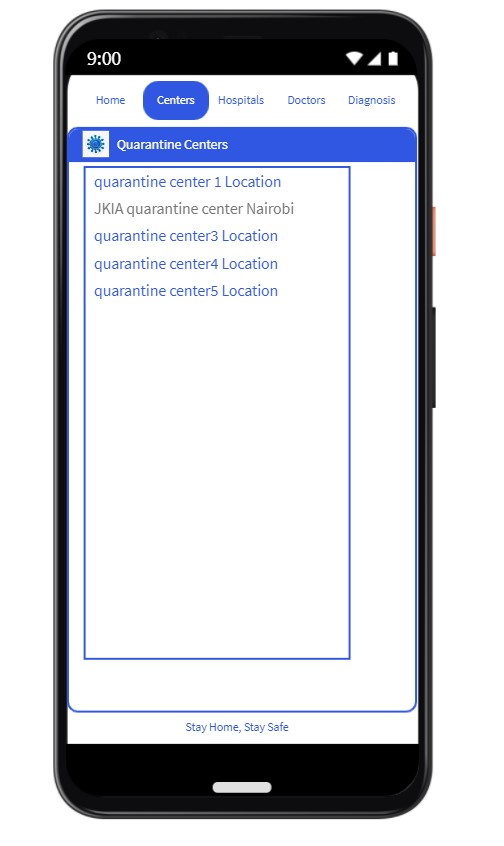 9:00
Home Centers Hospitals Doctors Diagnosis
Quarantine Centers
quarantine center 1 Location
JKIA quarantine center Nairobi
quarantine center3 Location
quarantine center4 Location
quarantine center5 Location
Stay Home, Stay Safe